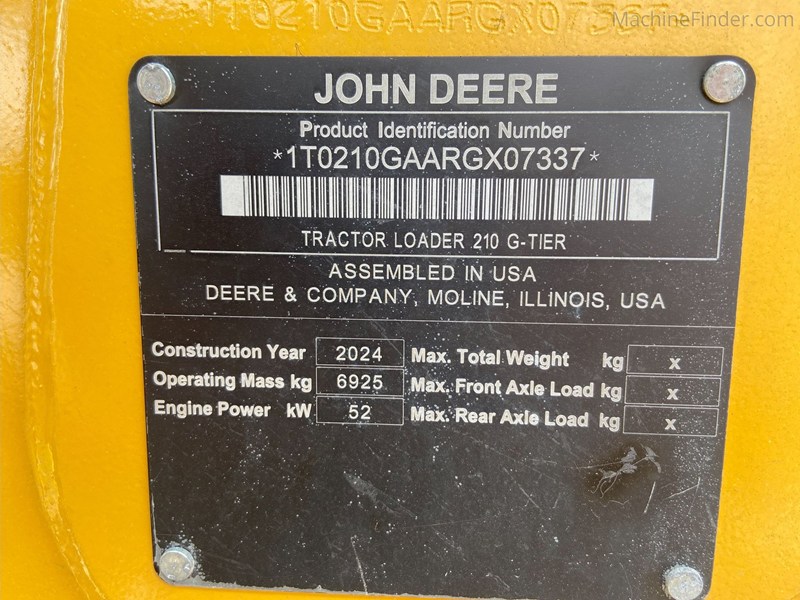 MachineFinder.com
*1T0210GAARGX07337*
JOHN DEERE
Product Identification Number
*1T0210GAARGX07337*
TRACTOR LOADER 210 G-TIER
ASSEMBLED IN USA
DEERE & COMPANY, MOLINE, ILLINOIS, USA
Construction Year 2024 Max. Total Weight kg x
Operating Mass kg 6925 Max. Front Axle Load kg x
Engine Power kW 52 Max. Rear Axle Load kg x